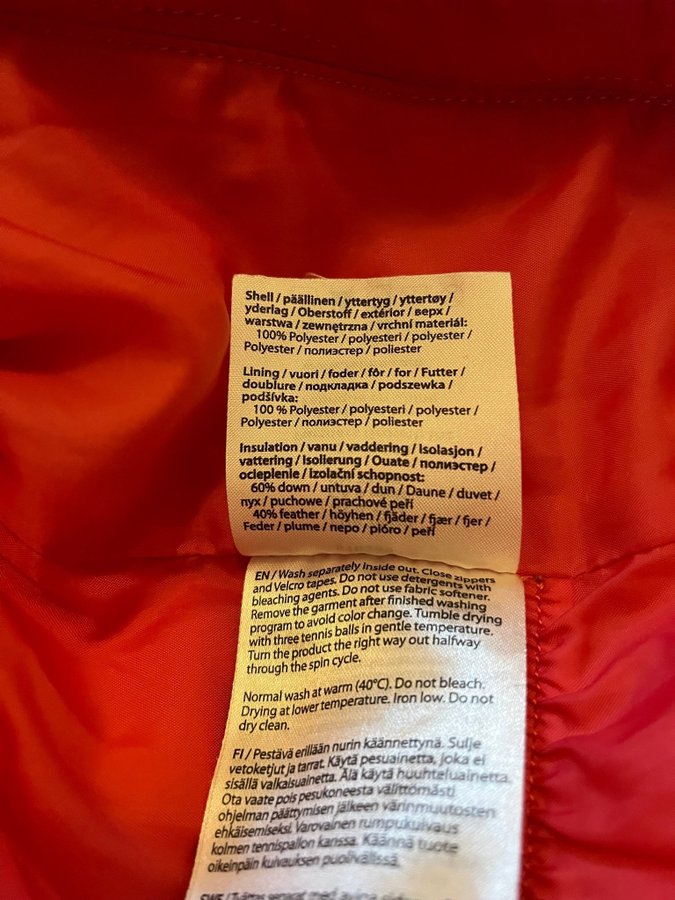 Shell / päällinen / yttertyg / yttertøy /
yderlag / Oberstoff / extérior / верх /
warstwa / zewnętrzna / vrchní materiál:
100% Polyester / polyesteri / polyester /
Polyester / полиэстер / poliester
Lining / vuori / foder / fôr / for / Futter /
doublure / подкладка / podszewka /
podšívka:
100 % Polyester / polyesteri / polyester /
Polyester / полиэстер / poliester
Insulation / vanu / vaddering / isolasjon /
vattering / Isolierung / Ouate / полиэстер /
ocieplenie / Izolační schopnost:
60% down / untuva / dun / Daune / duvet /
пух / puchowe / prachové peří
40% feather / höyhen / fjäder / fjær / fjer /
Feder / plume / перо / pióro / peří
EN / Wash separately inside out. Close zippers
and Velcro tapes. Do not use detergents with
bleaching agents. Do not use fabric softener.
Remove the garment after finished washing
program to avoid color change. Tumble drying
with three tennis balls in gentle temperature.
Turn the product the right way out halfway
through the spin cycle.
Normal wash at warm (40°C). Do not bleach.
Drying at lower temperature. Iron low. Do not
dry clean.
FI / Pestävä erillään nurin käännettynä. Sulje
vetoketjut ja tarrat. Käytä pesuainetta, joka ei
sisällä valkaisuainetta. Älä käytä huuhteluainetta.
Ota vaate pois pesukoneesta välittömästi
ohjelman päättymisen jälkeen värinmuutosten
ehkäisemiseksi. Varovainen rumpukuivaus
kolmen tennispallon kanssa. Käännä tuote
oikeinpäin kuivauksen puolivälissä.
SWE / Tvättas separat med